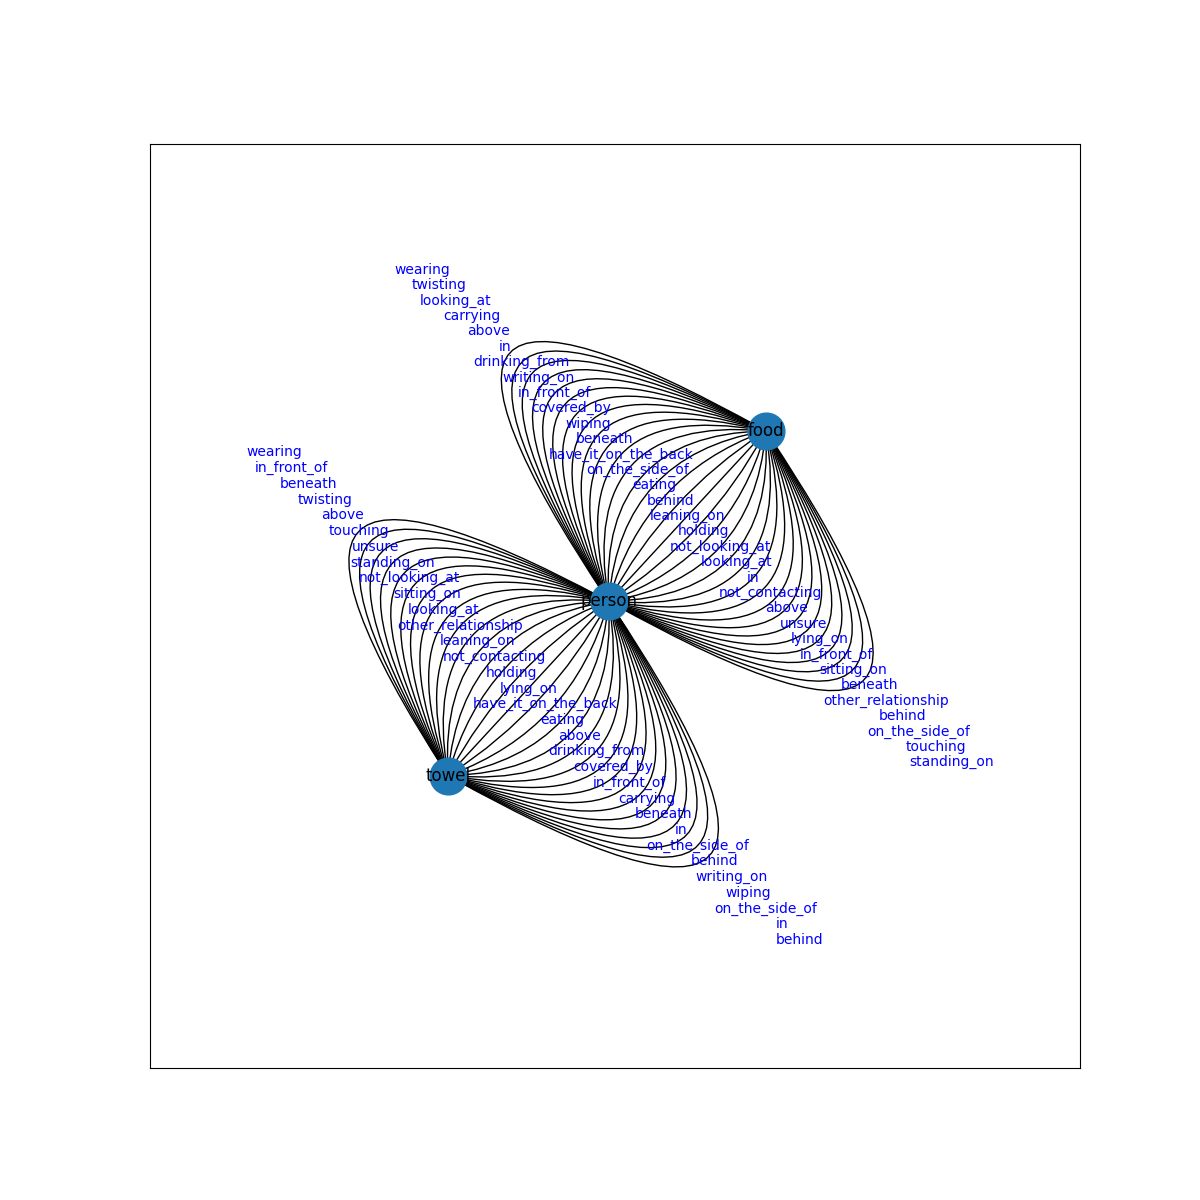 wearing
twisting
looking_at
carrying
above
in
drinking_from
writing_on
in_front_of
covered_by
wiping
beneath
have_it_on_the_back
on_the_side_of
eating
behind
leaning_on
holding
not_looking_at
looking_at
in
not_contacting
above
unsure
lying_on
in_front_of
sitting_on
beneath
other_relationship
behind
on_the_side_of
touching
standing_on
food
person
wearing
in_front_of
beneath
twisting
above
touching
unsure
standing_on
not_looking_at
sitting_on
looking_at
other_relationship
leaning_on
not_contacting
holding
lying_on
have_it_on_the_back
eating
above
drinking_from
covered_by
in_front_of
carrying
beneath
in
on_the_side_of
behind
writing_on
wiping
on_the_side_of
in
behind
towel